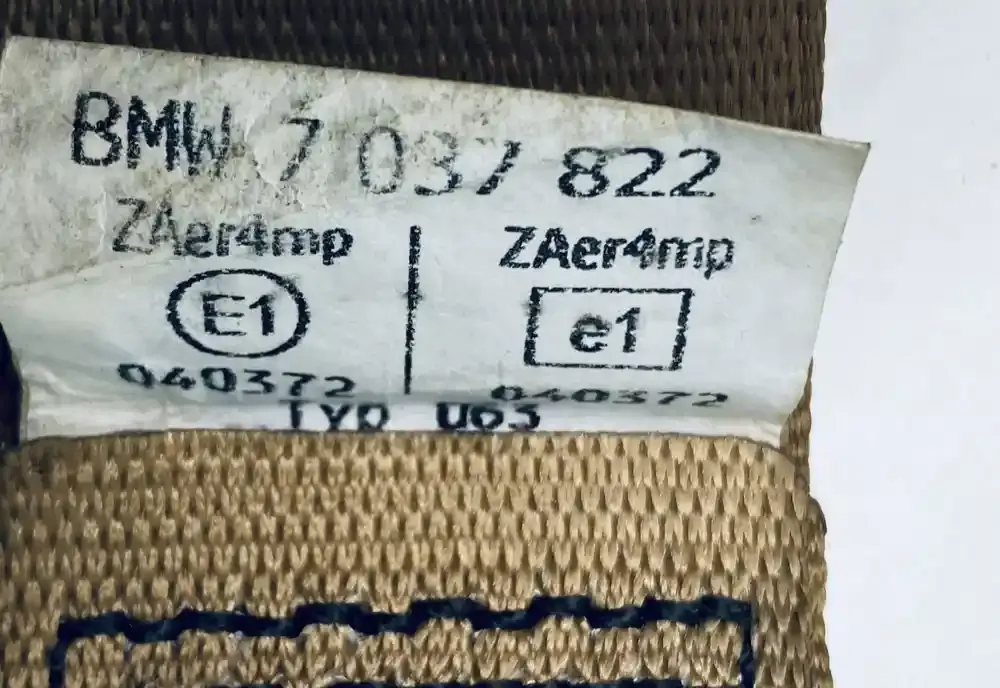 BMW 7 037 822
ZAer4mp ZAer4mp
E1 e1
040372 040372
Typ U63